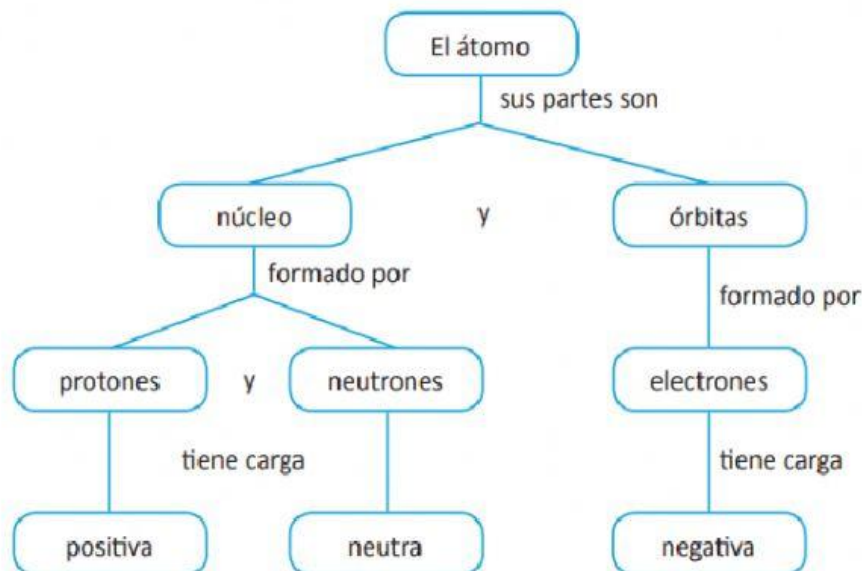 El átomo
sus partes son
núcleo y órbitas
formado por
formado por
protones y neutrones electrones
tiene carga tiene carga
positiva neutra negativa